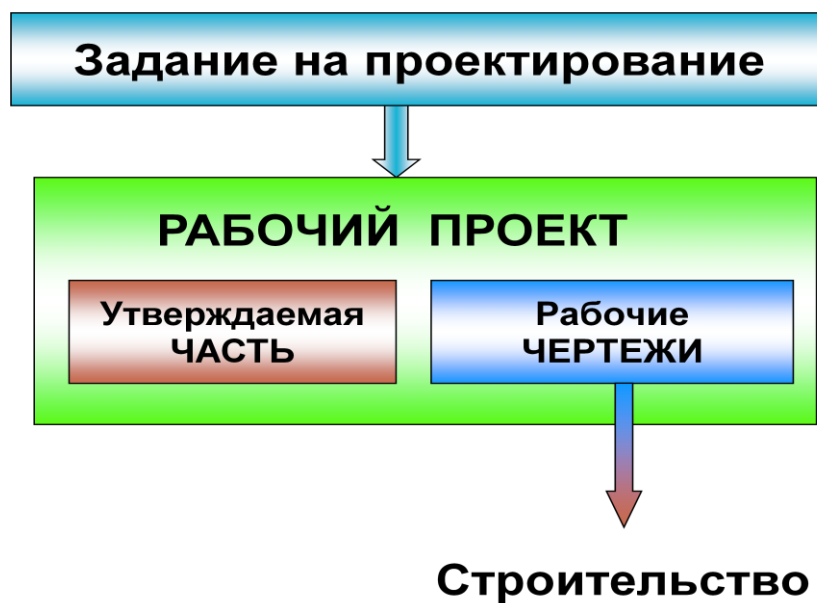 Задание на проектирование
РАБОЧИЙ ПРОЕКТ
Утверждаемая
ЧАСТЬ
Рабочие
ЧЕРТЕЖИ
Строительство